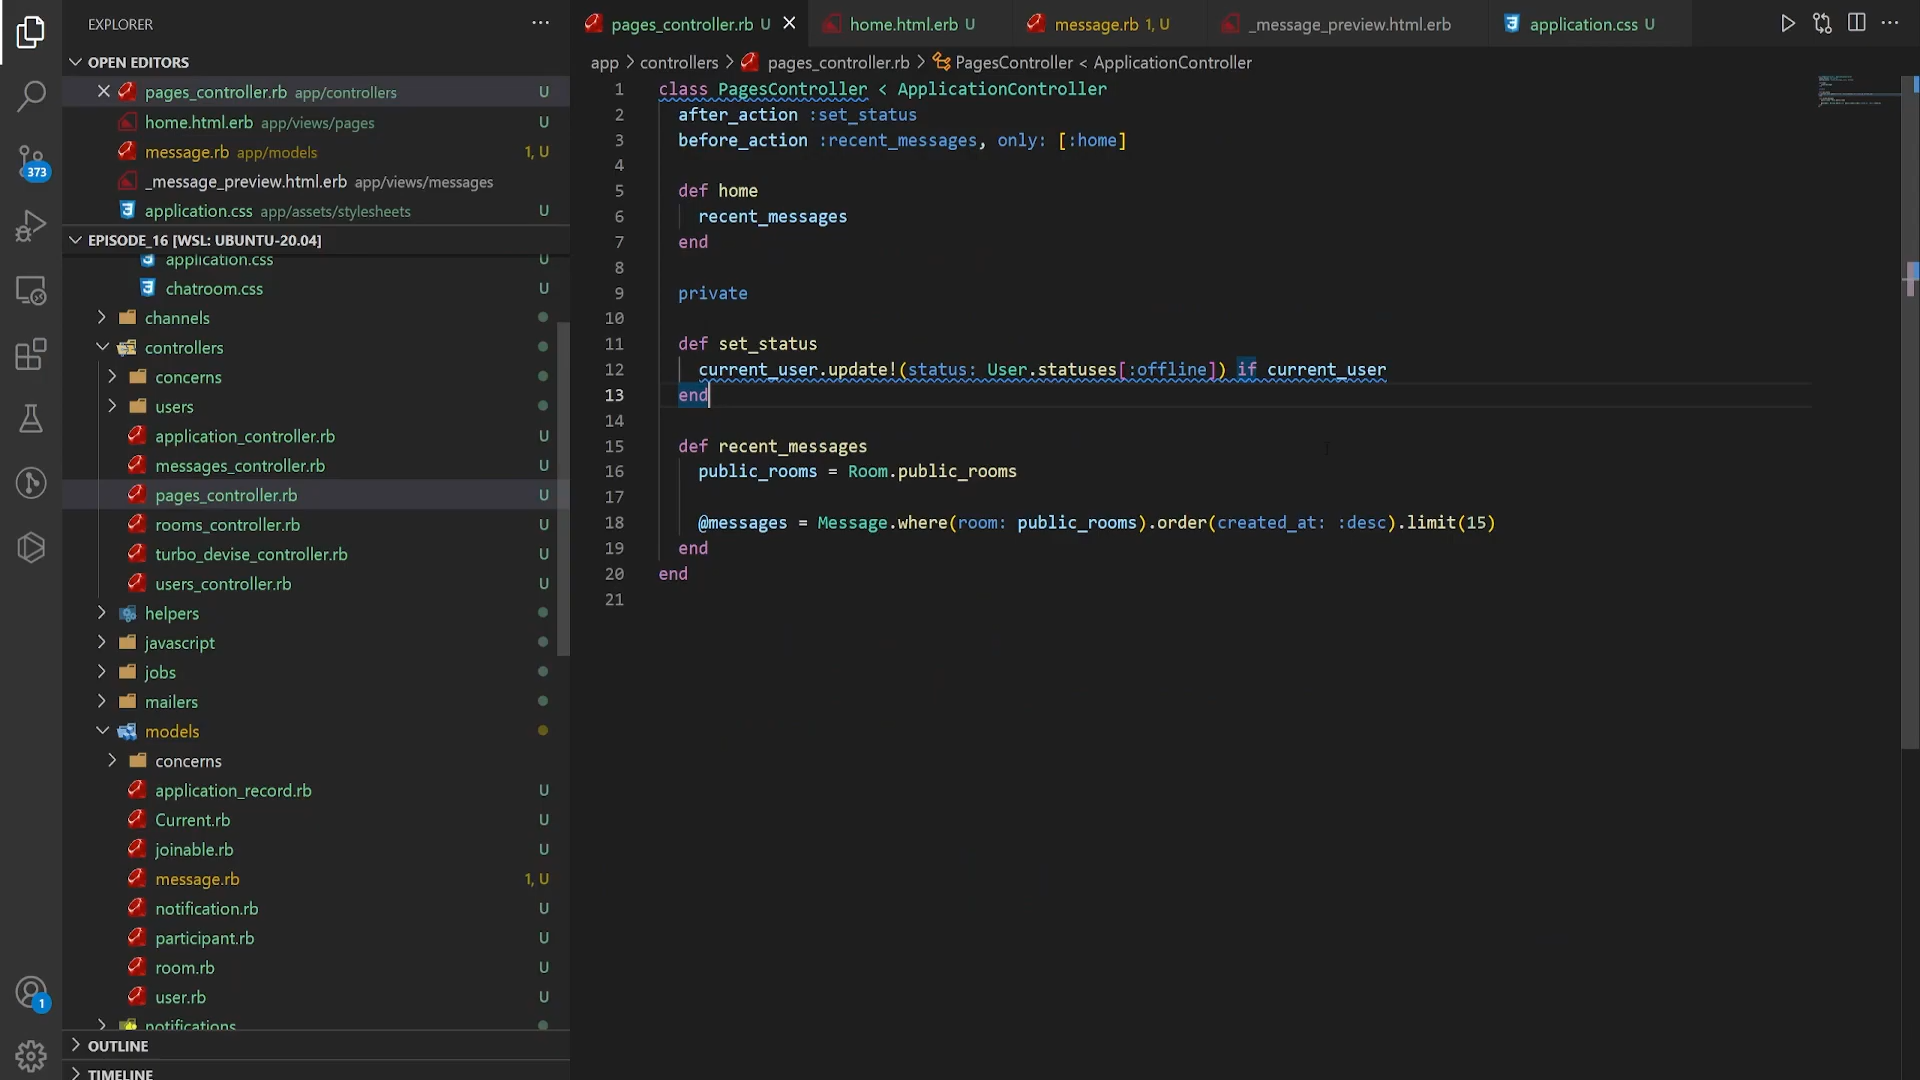 EXPLORER
OPEN EDITORS
pages_controller.rb app/controllers U
home.html.erb app/views/pages U
message.rb app/models 1, U
_message_preview.html.erb app/views/messages
application.css app/assets/stylesheets U
EPISODE_16 [WSL: UBUNTU-20.04]
application.css U
chatroom.css U
channels
controllers
concerns
users
application_controller.rb U
messages_controller.rb U
pages_controller.rb U
rooms_controller.rb U
turbo_devise_controller.rb U
users_controller.rb U
helpers
javascript
jobs
mailers
models
concerns
application_record.rb U
Current.rb U
joinable.rb U
message.rb 1, U
notification.rb U
participant.rb U
room.rb U
user.rb U
notifications
OUTLINE
TIMELINE
373
1
pages_controller.rb U
home.html.erb U
message.rb 1, U
_message_preview.html.erb
application.css U
app > controllers > pages_controller.rb > PagesController < ApplicationController
1 class PagesController < ApplicationController
2 after_action :set_status
3 before_action :recent_messages, only: [:home]
4
5 def home
6 recent_messages
7 end
8
9 private
10
11 def set_status
12 current_user.update!(status: User.statuses[:offline]) if current_user
13 end
14
15 def recent_messages
16 public_rooms = Room.public_rooms
17
18 @messages = Message.where(room: public_rooms).order(created_at: :desc).limit(15)
19 end
20 end
21